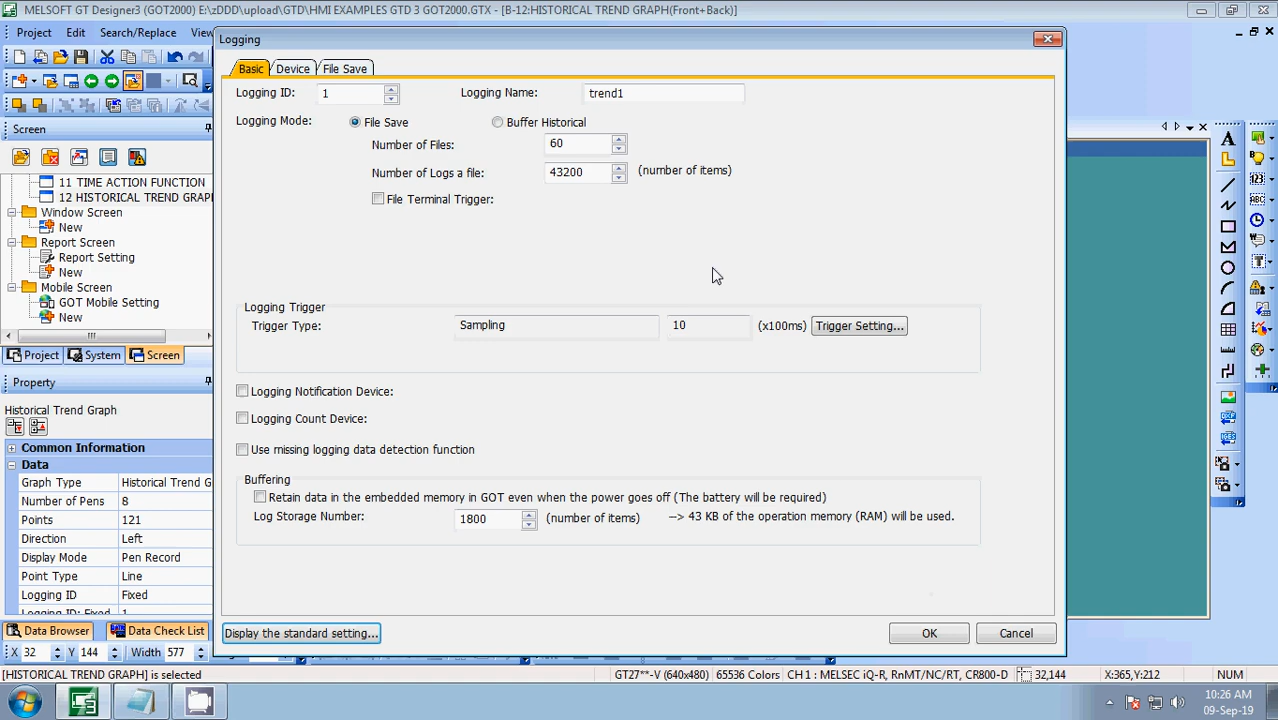 MELSOFT GT Designer3 (GOT2000) E:\zDDD\upload\GTD\HMI EXAMPLES GTD 3 GOT2000.GTX - [B-12:HISTORICAL TREND GRAPH(Front+Back)]
Project Edit Search/Replace
Logging
Basic Device File Save
Logging ID: 1 Logging Name: trend1
Logging Mode: File Save Buffer Historical
Number of Files: 60
Number of Logs a file: 43200 (number of items)
File Terminal Trigger:
Logging Trigger
Trigger Type: Sampling 10 (x100ms) Trigger Setting...
Logging Notification Device:
Logging Count Device:
Use missing logging data detection function
Buffering
Retain data in the embedded memory in GOT even when the power goes off (The battery will be required)
Log Storage Number: 1800 (number of items) --> 43 KB of the operation memory (RAM) will be used.
Display the standard setting... OK Cancel
Screen
11 TIME ACTION FUNCTION
12 HISTORICAL TREND GRAP
Window Screen
New
Report Screen
Report Setting
New
Mobile Screen
GOT Mobile Setting
New
Project System Screen
Property
Historical Trend Graph
Common Information
Data
Graph Type Historical Trend G
Number of Pens 8
Points 121
Direction Left
Display Mode Pen Record
Point Type Line
Logging ID Fixed
Logging ID: Fixed 1
Data Browser Data Check List
X 32 Y 144 Width 577
[HISTORICAL TREND GRAPH] is selected GT27**-V (640x480) 65536 Colors CH1 : MELSEC iQ-R, RnMT/NC/RT, CR800-D 32,144 X:365,Y:212 NUM
10:26 AM
09-Sep-19